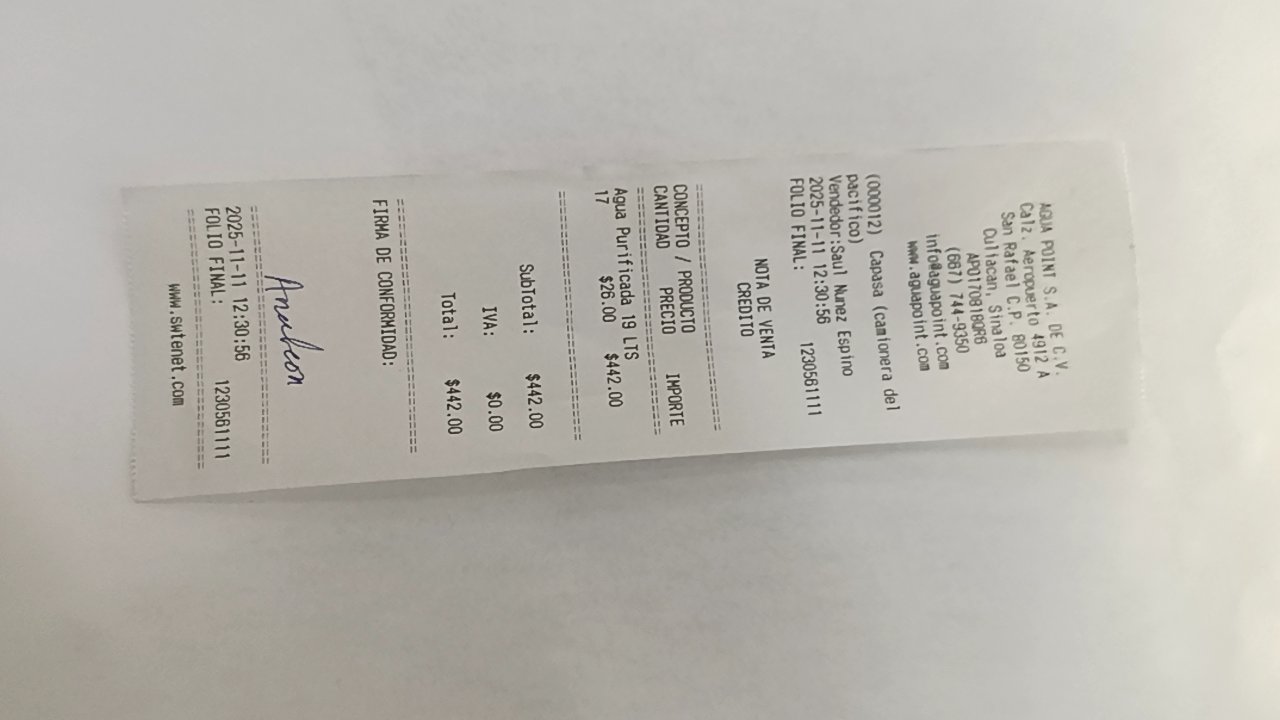 AGUA POINT S.A. DE C.V.
Calz. Aeropuerto 4912 A
San Rafael C.P. 80150
Culiacan, Sinaloa
APO170818QR6
(667) 744-9350
info@aguapoint.com
www.aguapoint.com
(000012) Capasa (camionera del
pacifico)
Vendedor:Saul Nunez Espino
2025-11-11 12:30:56
FOLIO FINAL: 1230561111
NOTA DE VENTA
CREDITO
CONCEPTO / PRODUCTO
CANTIDAD PRECIO IMPORTE
Agua Purificada 19 LTS
17 $26.00 $442.00
SubTotal: $442.00
IVA: $0.00
Total: $442.00
FIRMA DE CONFORMIDAD:
2025-11-11 12:30:56
FOLIO FINAL: 1230561111
www.swtenet.com